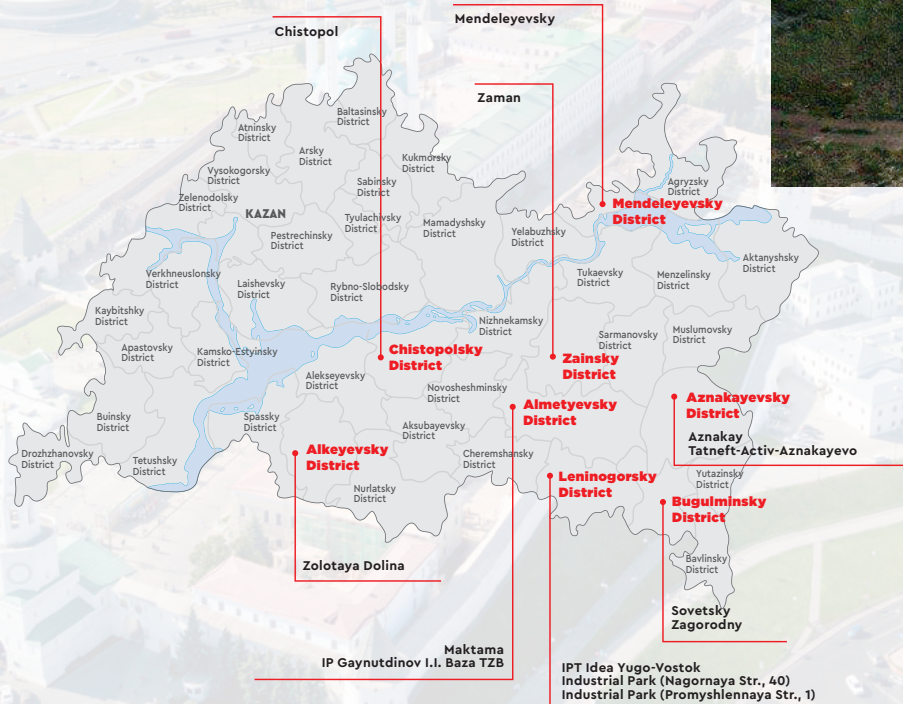 Mendeleyevsky
Chistopol
Zaman
Baltasinsky
District
Atninsky
District
Arsky
District
Kukmorsky
District
Vysokogorsky
District
Sabinsky
District
Agryzsky
District
Zelenodolsky
District
KAZAN
Mendeleyevsky
District
Tyulachivsky
District
Mamadyshsky
District
Pestrechinsky
District
Yelabuzhsky
District
Aktanyshsky
District
Verkhneuslonsky
District
Laishevsky
District
Rybno-Slobodsky
District
Tukaevsky
District
Menzelinsky
District
Kaybitshky
District
Nizhnekamsky
District
Sarmanovsky
District
Muslumovsky
District
Apastovsky
District
Kamsko-Estyinsky
District
Chistopolsky
District
Zainsky
District
Alekseyevsky
District
Novosheshminsky
District
Almetyevsky
District
Aznakayevsky
District
Aznakay
Tatneft-Activ-Aznakayevo
Buinsky
District
Spassky
District
Aksubayevsky
District
Drozhzhanovsky
District
Tetushsky
District
Alkeyevsky
District
Cheremshansky
District
Leninogorsky
District
Yutazinsky
District
Nurlatsky
District
Bugulminsky
District
Bavlinsky
District
Zolotaya Dolina
Sovetsky
Zagorodny
Maktama
IP Gaynutdinov I.I. Baza TZB
IPT Idea Yugo-Vostok
Industrial Park (Nagornaya Str., 40)
Industrial Park (Promyshlennaya Str., 1)